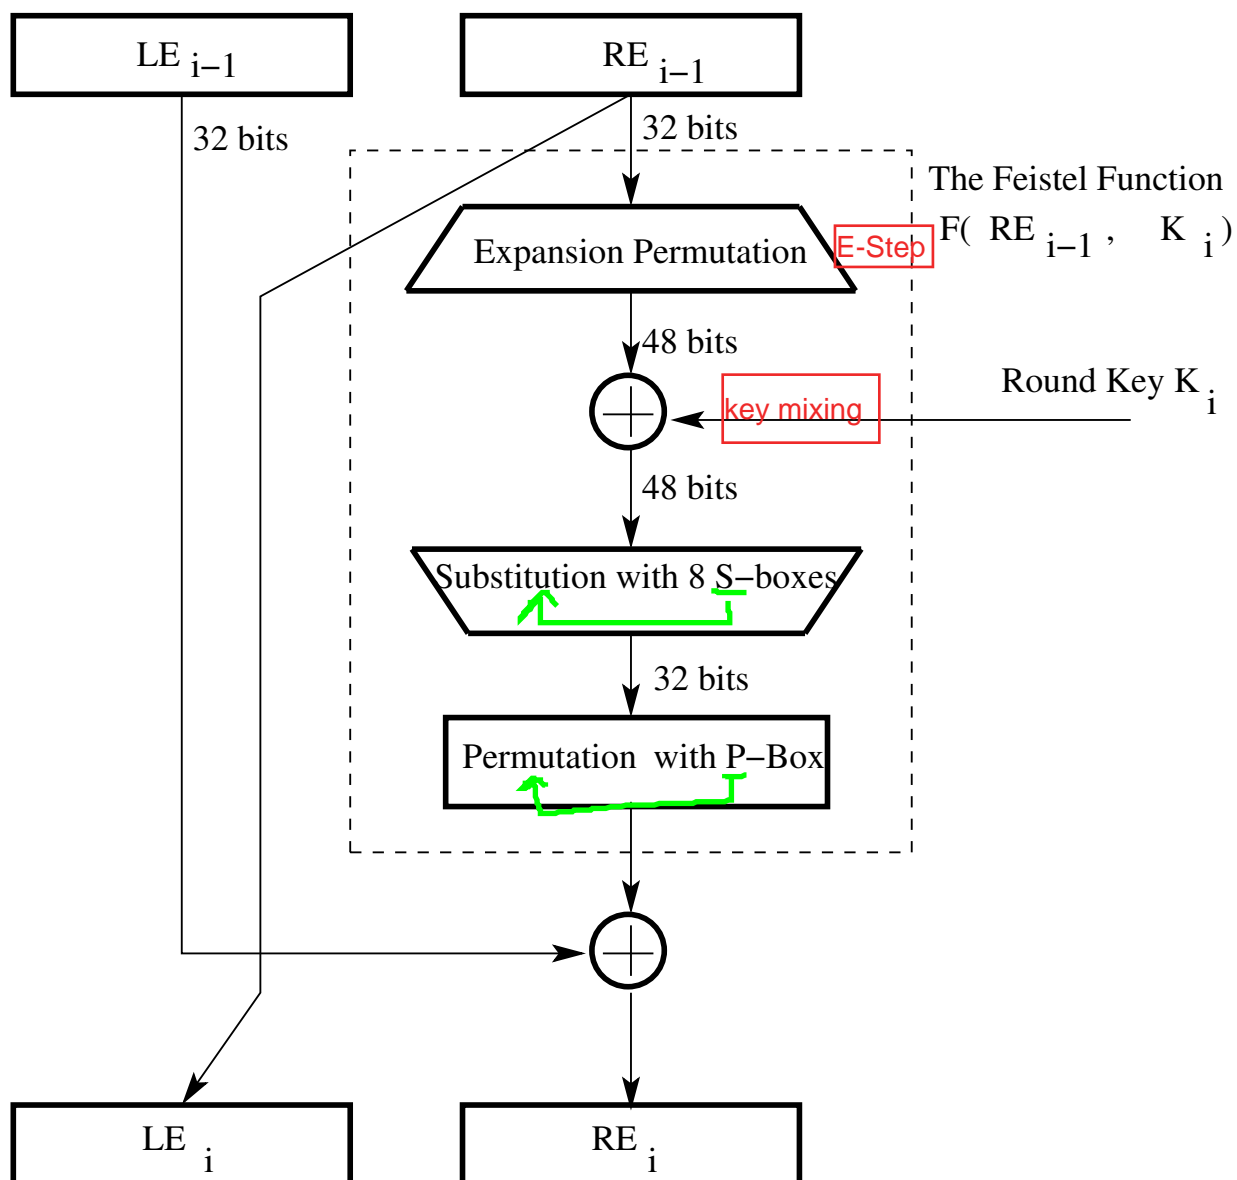 LE i−1
RE i−1
32 bits
32 bits
The Feistel Function
F( RE i−1 , K i )
Expansion Permutation
E-Step
48 bits
Round Key K i
key mixing
48 bits
Substitution with 8 S−boxes
32 bits
Permutation with P−Box
LE i
RE i